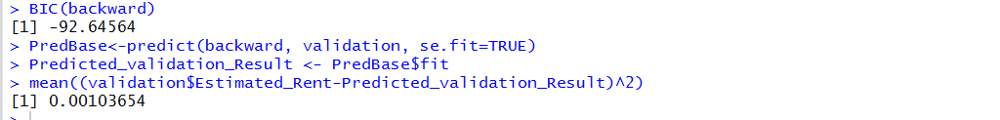 > BIC(backward)
[1] -92.64564
> PredBase<-predict(backward, validation, se.fit=TRUE)
> Predicted_validation_Result <- PredBase$fit
> mean((validation$Estimated_Rent-Predicted_validation_Result)^2)
[1] 0.00103654
>